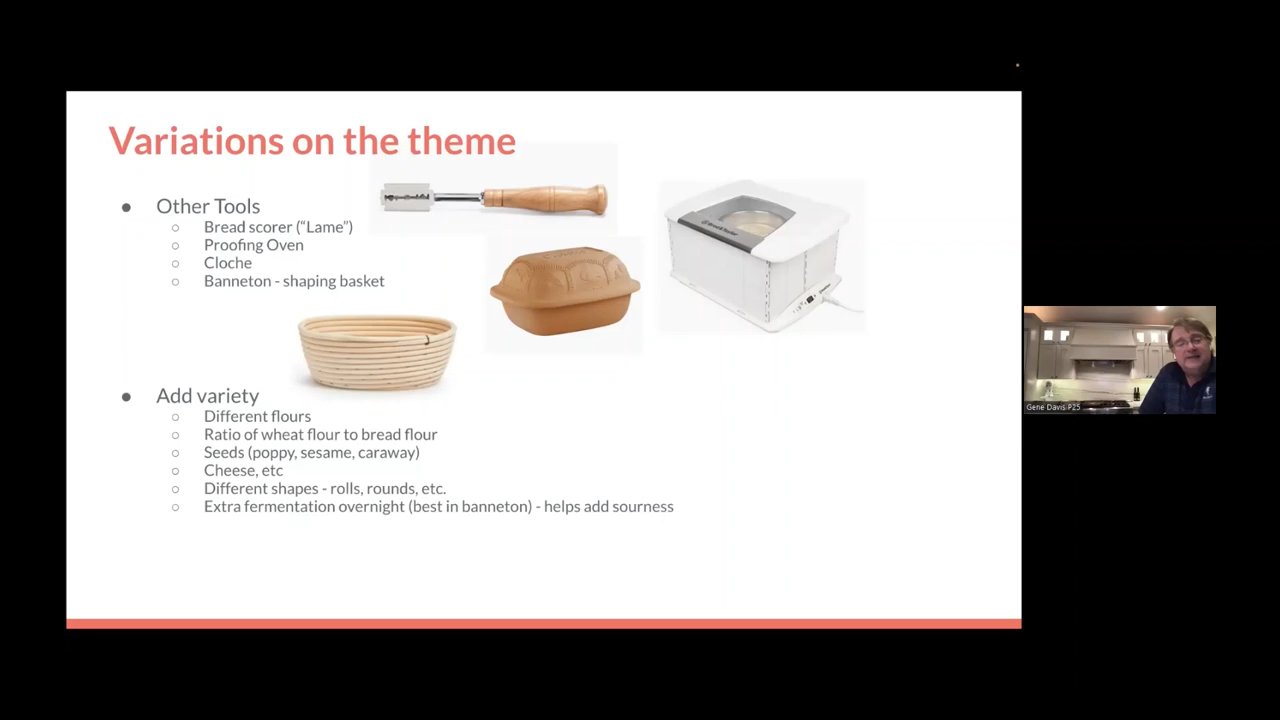 Variations on the theme
● Other Tools
○ Bread scorer (“Lame”)
○ Proofing Oven
○ Cloche
○ Banneton - shaping basket
● Add variety
○ Different flours
○ Ratio of wheat flour to bread flour
○ Seeds (poppy, sesame, caraway)
○ Cheese, etc
○ Different shapes - rolls, rounds, etc.
○ Extra fermentation overnight (best in banneton) - helps add sourness
Gene Davis P25